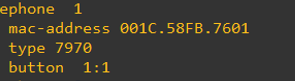 ephone 1
mac-address 001C.58FB.7601
type 7970
button 1:1